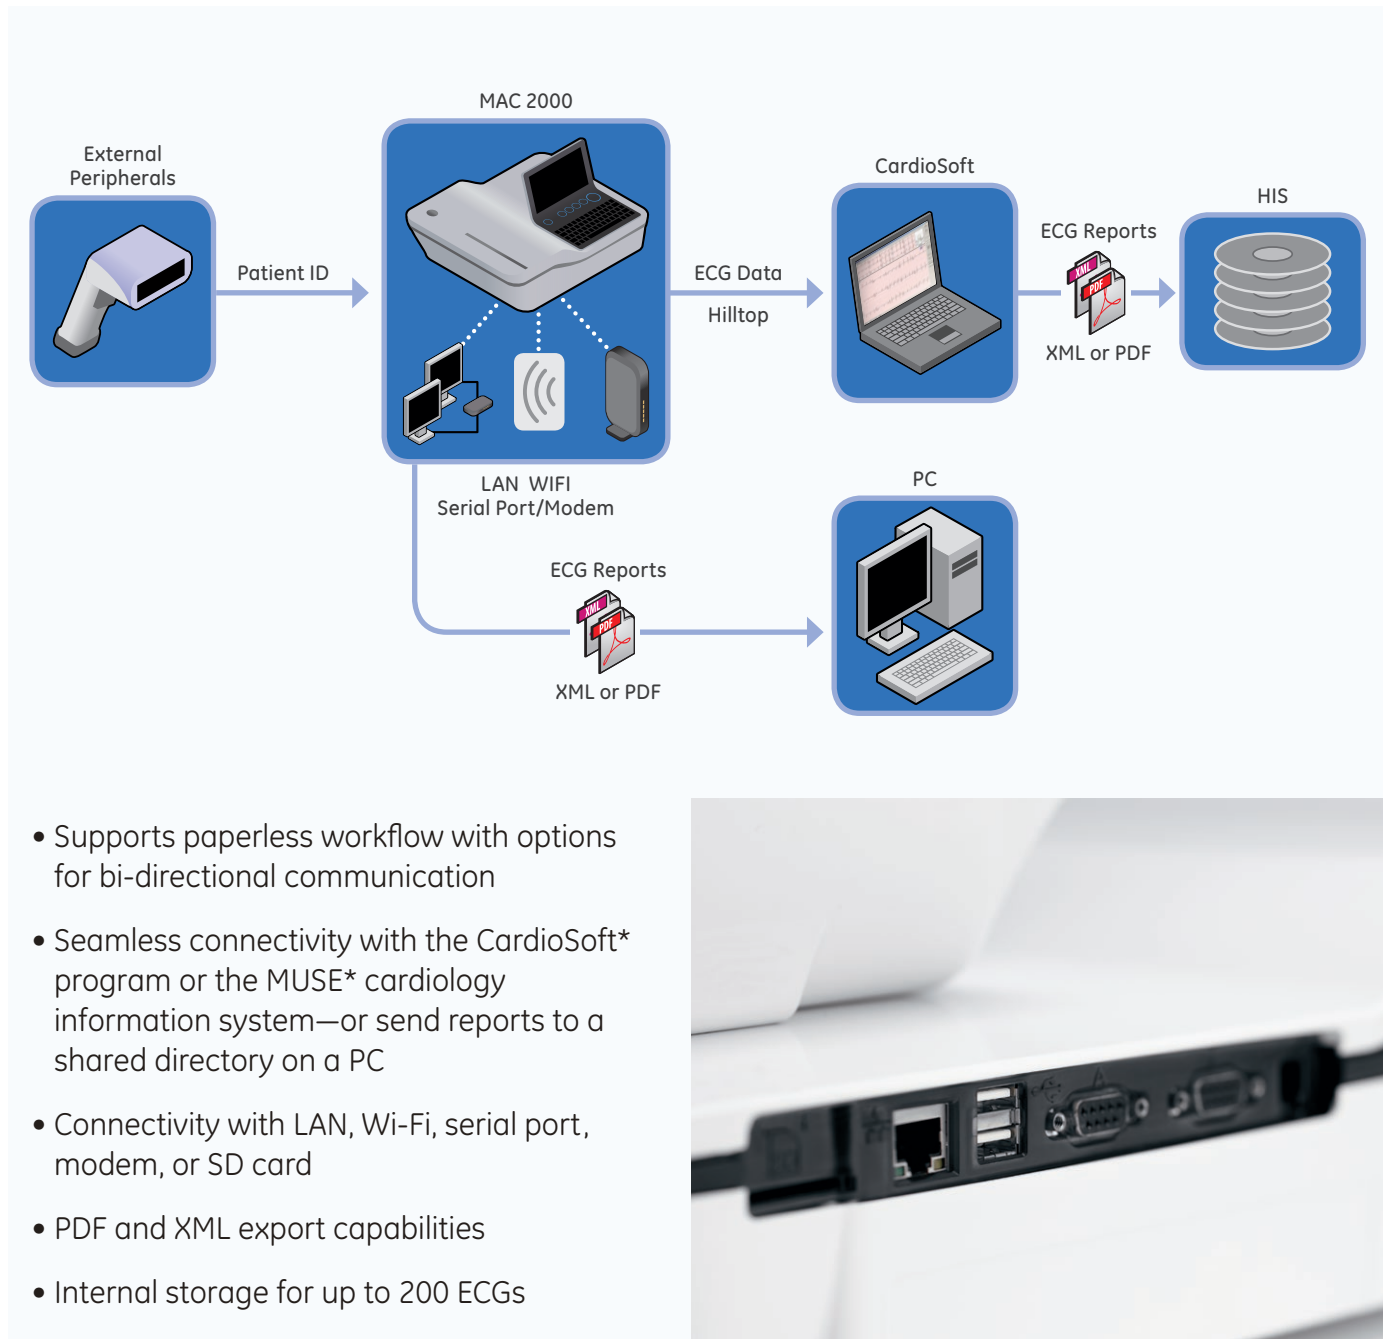 MAC 2000
External
Peripherals
CardioSoft
HIS
ECG Reports
Patient ID
ECG Data
Hilltop
XML
PDF
XML or PDF
LAN WIFI
Serial Port/Modem
PC
ECG Reports
XML
PDF
XML or PDF
• Supports paperless workflow with options
for bi-directional communication
• Seamless connectivity with the CardioSoft*
program or the MUSE* cardiology
information system—or send reports to a
shared directory on a PC
• Connectivity with LAN, Wi-Fi, serial port,
modem, or SD card
• PDF and XML export capabilities
• Internal storage for up to 200 ECGs